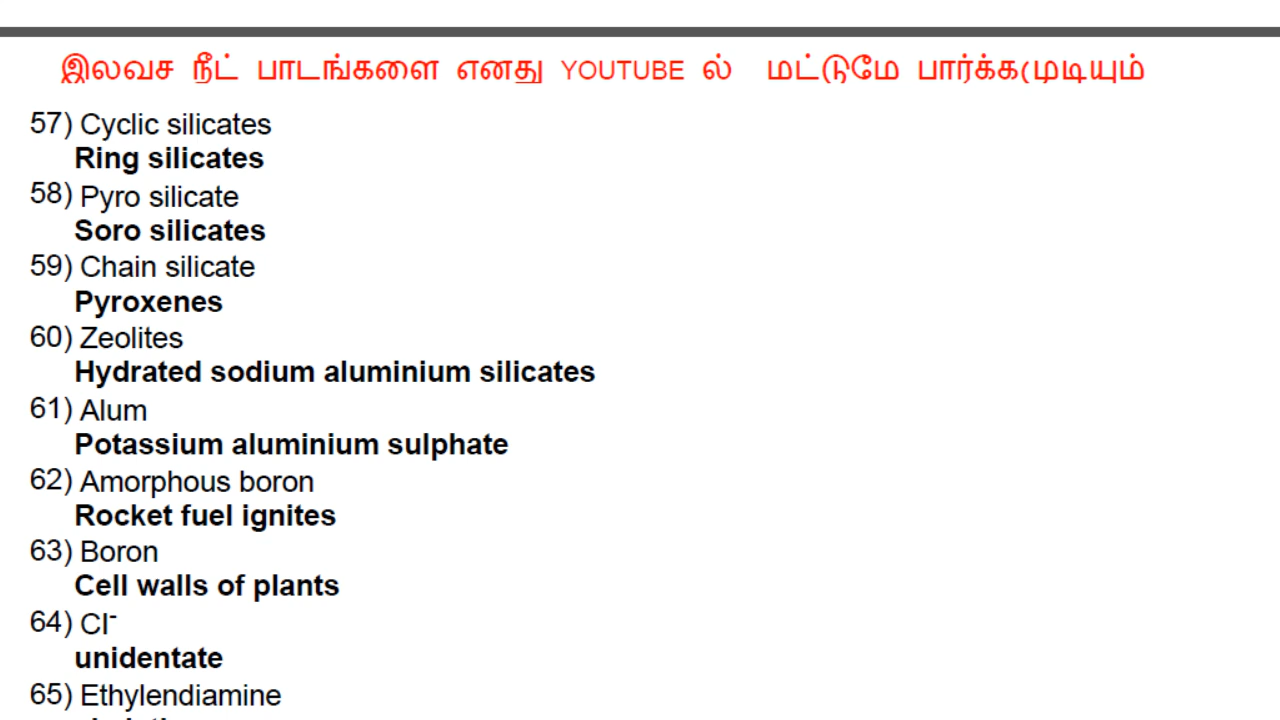 இலவச நீட் பாடங்களை எனது YOUTUBE ல் மட்டுமே பார்க்கமுடியும்
57) Cyclic silicates
Ring silicates
58) Pyro silicate
Soro silicates
59) Chain silicate
Pyroxenes
60) Zeolites
Hydrated sodium aluminium silicates
61) Alum
Potassium aluminium sulphate
62) Amorphous boron
Rocket fuel ignites
63) Boron
Cell walls of plants
64) Cl⁻
unidentate
65) Ethylendiamine